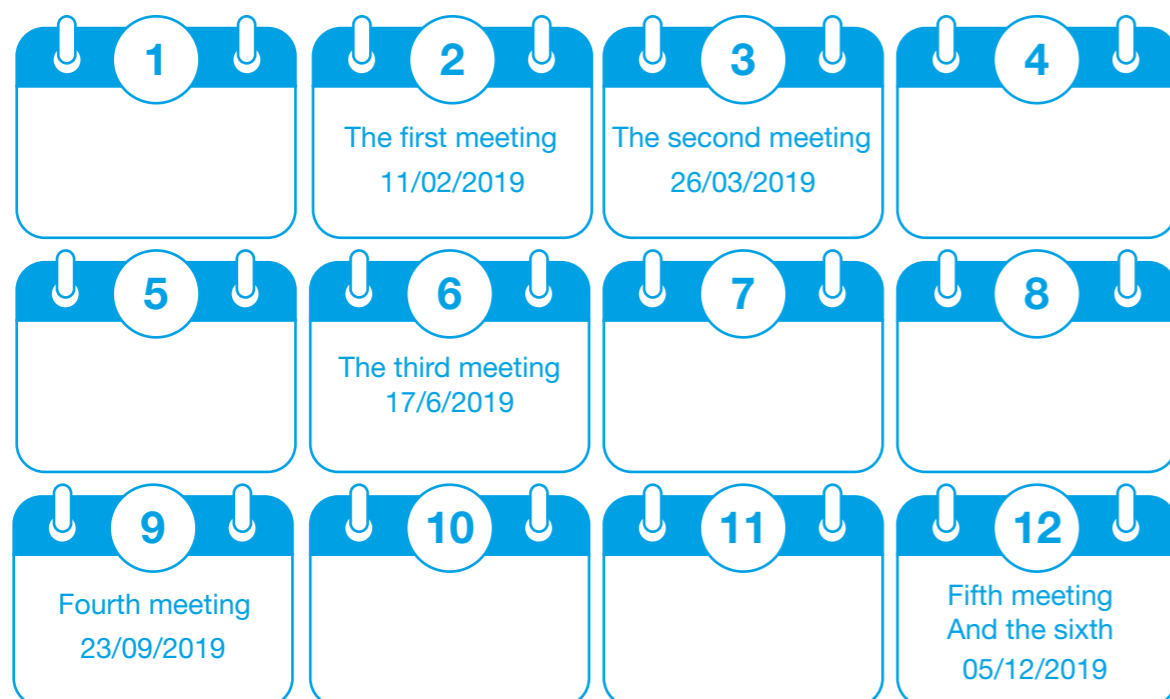 1
2
3
4
The first meeting
11/02/2019
The second meeting
26/03/2019
5
6
7
8
The third meeting
17/6/2019
9
10
11
12
Fourth meeting
23/09/2019
Fifth meeting
And the sixth
05/12/2019